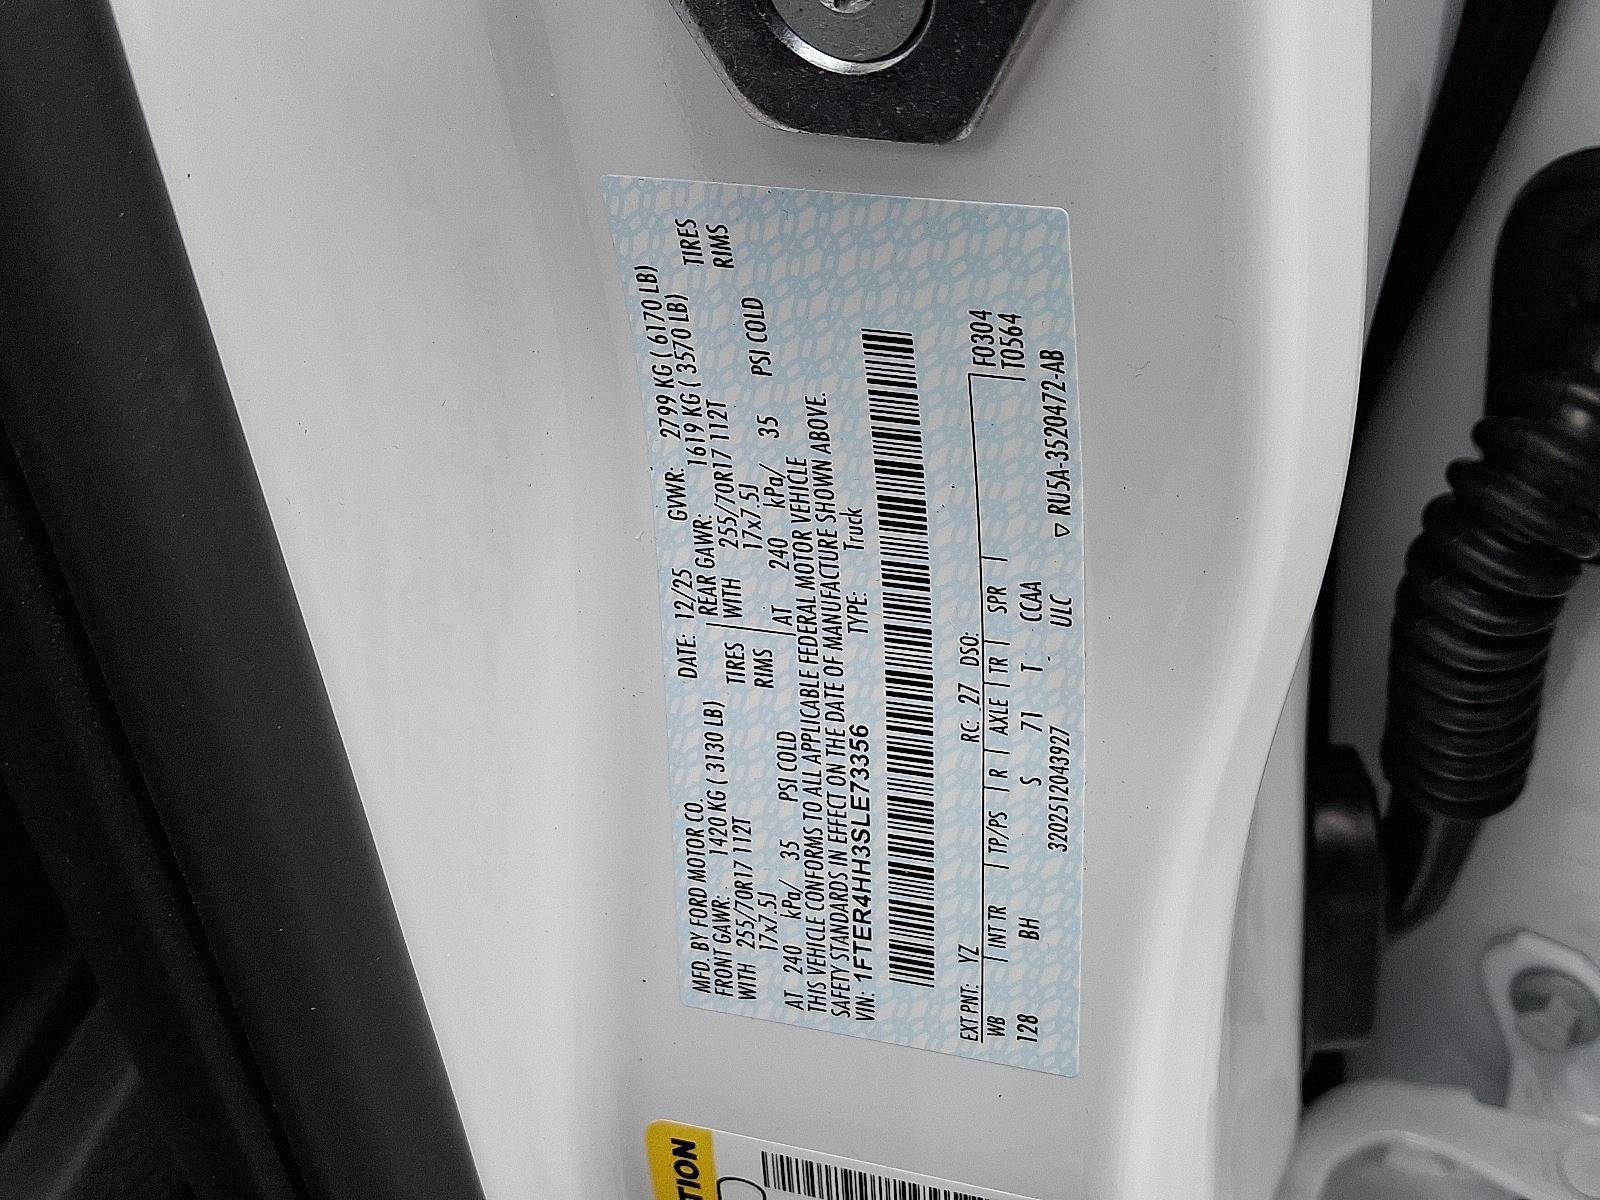 MFD. BY FORD MOTOR CO. DATE: 12/25 GVWR: 2799 KG ( 6170 LB)
FRONT GAWR: 1420 KG ( 3130 LB) REAR GAWR: 1619 KG ( 3570 LB)
WITH 255/70R17 112T TIRES WITH 255/70R17 112T TIRES
17x7.5J RIMS 17x7.5J RIMS
AT 240 kPa/ 35 PSI COLD AT 240 kPa/ 35 PSI COLD
THIS VEHICLE CONFORMS TO ALL APPLICABLE FEDERAL MOTOR VEHICLE
SAFETY STANDARDS IN EFFECT ON THE DATE OF MANUFACTURE SHOWN ABOVE.
VIN: 1FTER4HH3SLE73356 TYPE: Truck
EXT PNT: YZ RC: 27 DSO: F0304
WB INT TR TP/PS R AXLE TR SPR T0564
128 BH S 71 T CCAA
3202512043927 ULC ▽ RU5A-3520472-AB
TION